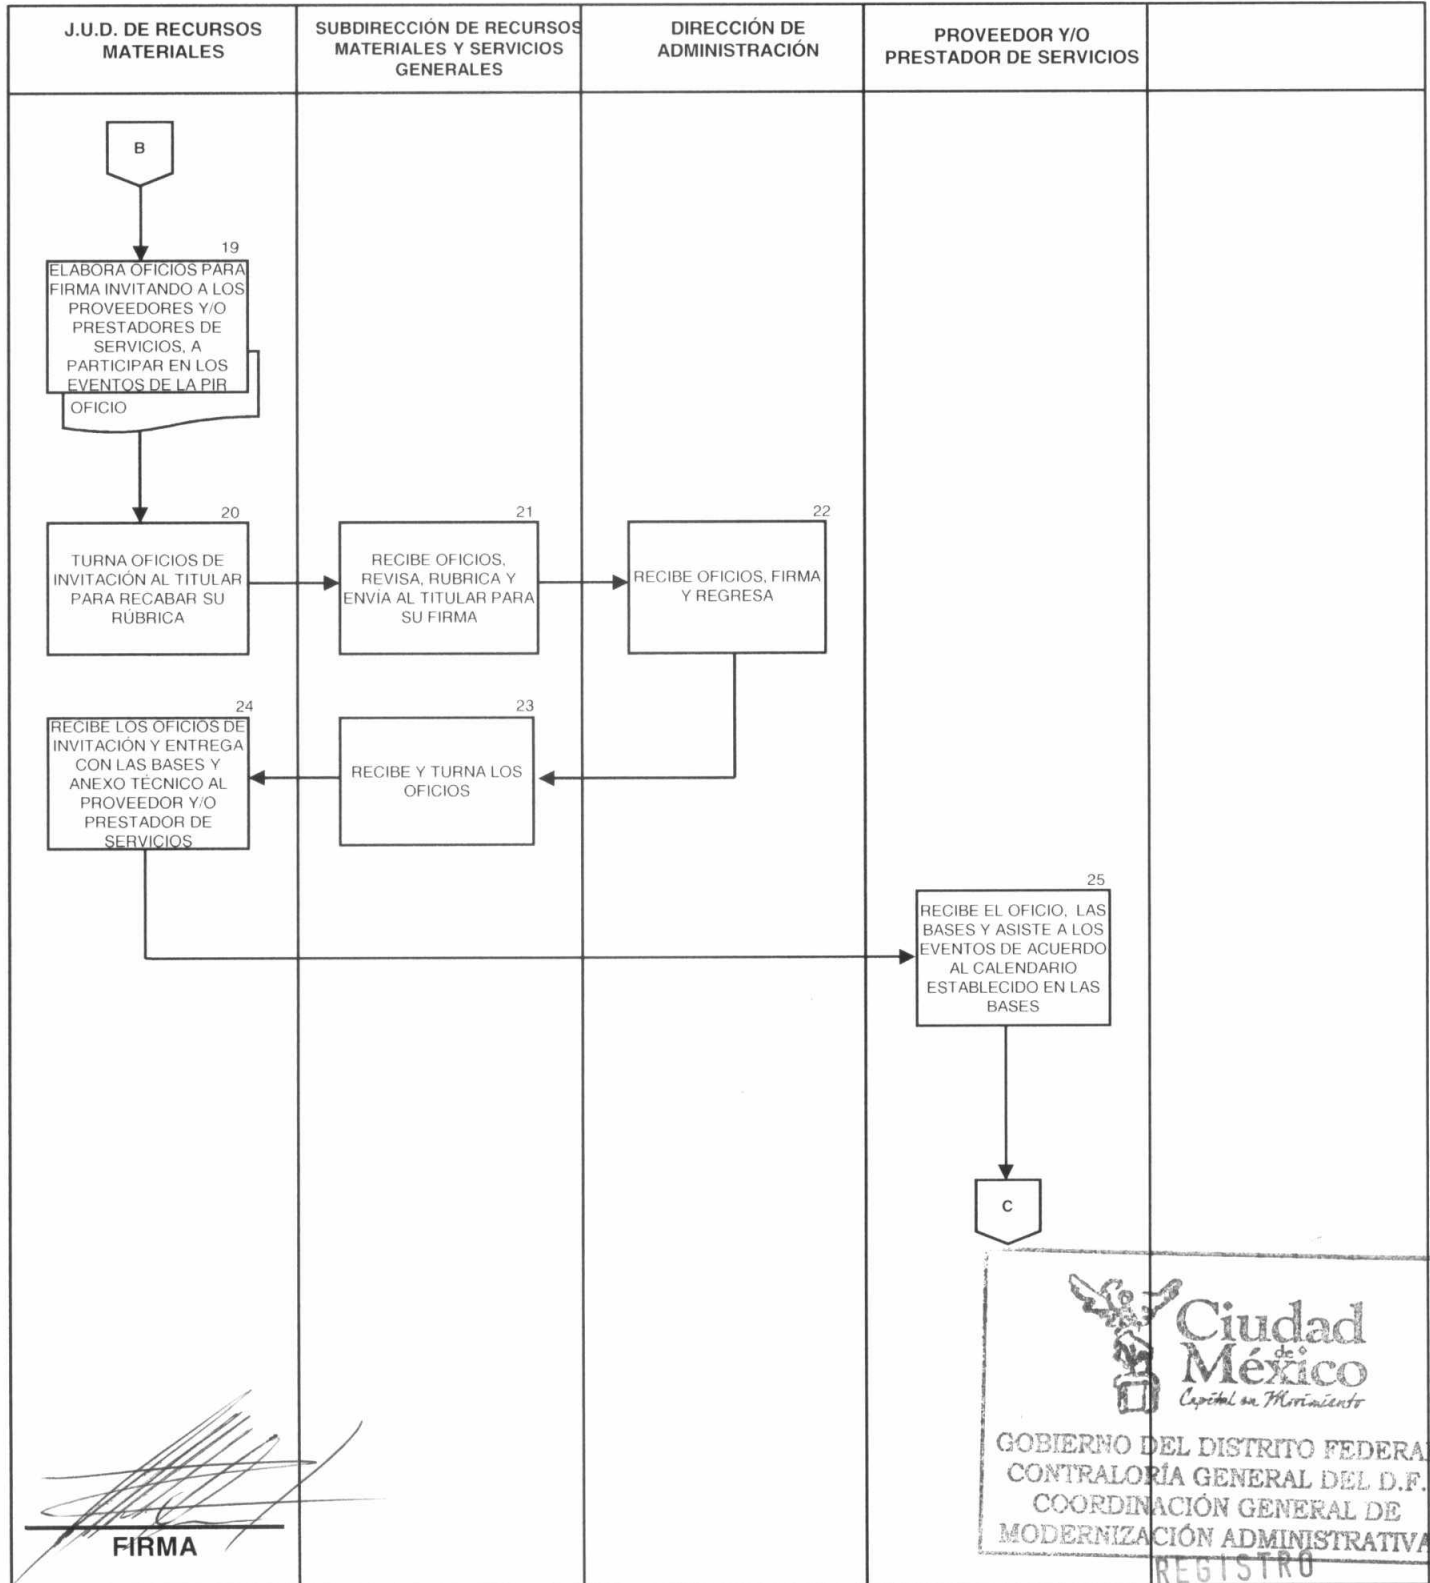 J.U.D. DE RECURSOS
MATERIALES
SUBDIRECCIÓN DE RECURSOS
MATERIALES Y SERVICIOS
GENERALES
DIRECCIÓN DE
ADMINISTRACIÓN
PROVEEDOR Y/O
PRESTADOR DE SERVICIOS
B
19
ELABORA OFICIOS PARA
FIRMA INVITANDO A LOS
PROVEEDORES Y/O
PRESTADORES DE
SERVICIOS, A
PARTICIPAR EN LOS
EVENTOS DE LA PIR
OFICIO
20
TURNA OFICIOS DE
INVITACIÓN AL TITULAR
PARA RECABAR SU
RÚBRICA
21
RECIBE OFICIOS,
REVISA, RUBRICA Y
ENVÍA AL TITULAR PARA
SU FIRMA
22
RECIBE OFICIOS, FIRMA
Y REGRESA
23
RECIBE Y TURNA LOS
OFICIOS
24
RECIBE LOS OFICIOS DE
INVITACIÓN Y ENTREGA
CON LAS BASES Y
ANEXO TÉCNICO AL
PROVEEDOR Y/O
PRESTADOR DE
SERVICIOS
25
RECIBE EL OFICIO, LAS
BASES Y ASISTE A LOS
EVENTOS DE ACUERDO
AL CALENDARIO
ESTABLECIDO EN LAS
BASES
C
Ciudad
de
México
Capital en Movimiento
GOBIERNO DEL DISTRITO FEDERAL
CONTRALORÍA GENERAL DEL D.F.
COORDINACIÓN GENERAL DE
MODERNIZACIÓN ADMINISTRATIVA
REGISTRO
FIRMA